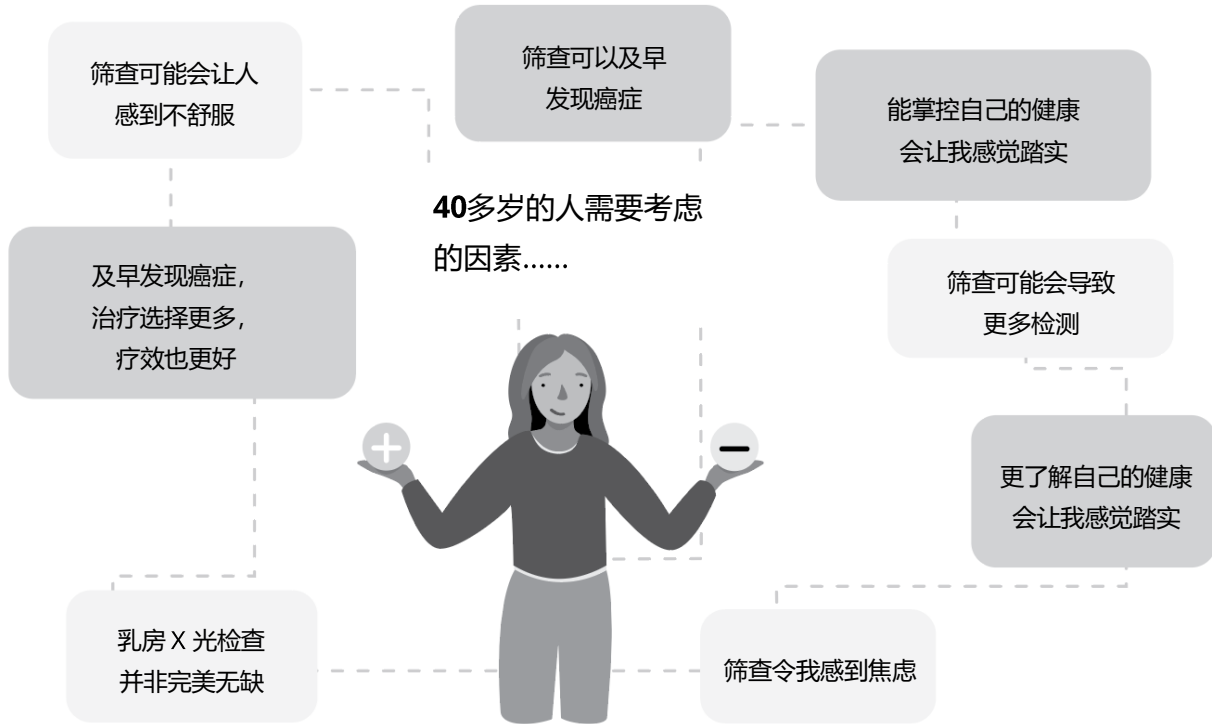 筛查可能会让人
感到不舒服
筛查可以及早
发现癌症
能掌控自己的健康
会让我感觉踏实
40多岁的人需要考虑
的因素......
及早发现癌症，
治疗选择更多，
疗效也更好
筛查可能会导致
更多检测
更了解自己的健康
会让我感觉踏实
乳房 X 光检查
并非完美无缺
筛查令我感到焦虑